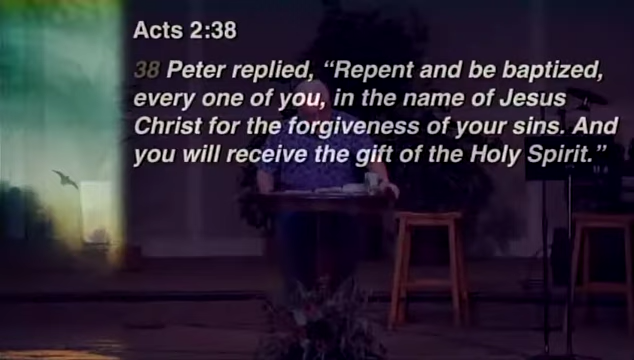 Acts 2:38
38 Peter replied, “Repent and be baptized,
every one of you, in the name of Jesus
Christ for the forgiveness of your sins. And
you will receive the gift of the Holy Spirit.”